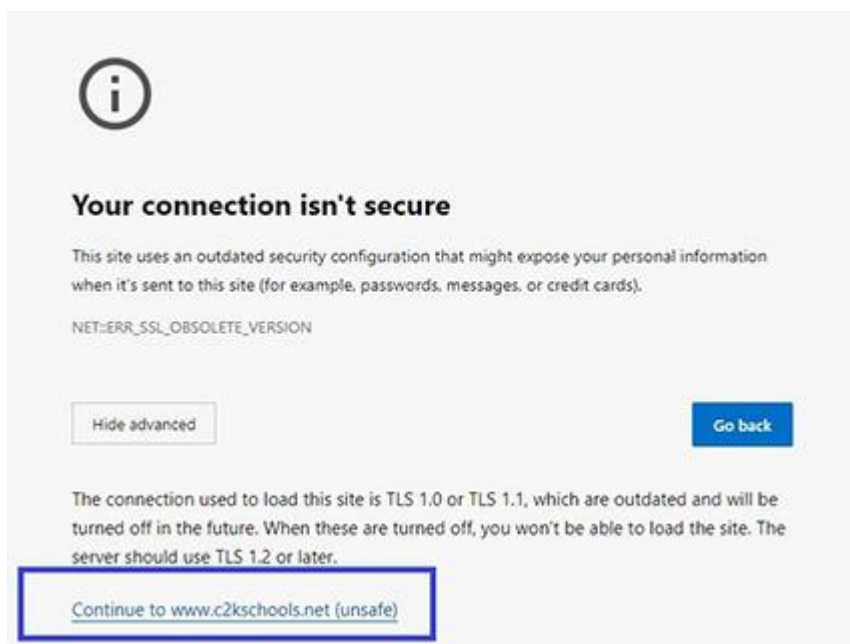 Your connection isn't secure
This site uses an outdated security configuration that might expose your personal information
when it's sent to this site (for example, passwords, messages, or credit cards).
NET::ERR_SSL_OBSOLETE_VERSION
Hide advanced
Go back
The connection used to load this site is TLS 1.0 or TLS 1.1, which are outdated and will be
turned off in the future. When these are turned off, you won't be able to load the site. The
server should use TLS 1.2 or later.
Continue to www.c2kschools.net (unsafe)